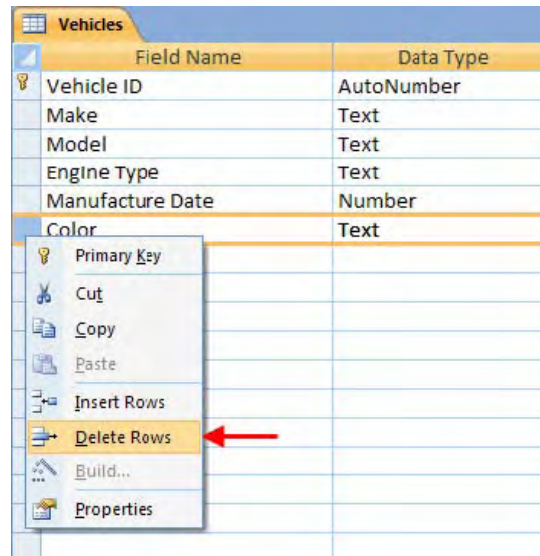 Vehicles
Field Name Data Type
Vehicle ID AutoNumber
Make Text
Model Text
Engine Type Text
Manufacture Date Number
Color Text
Primary Key
Cut
Copy
Paste
Insert Rows
Delete Rows
Build...
Properties